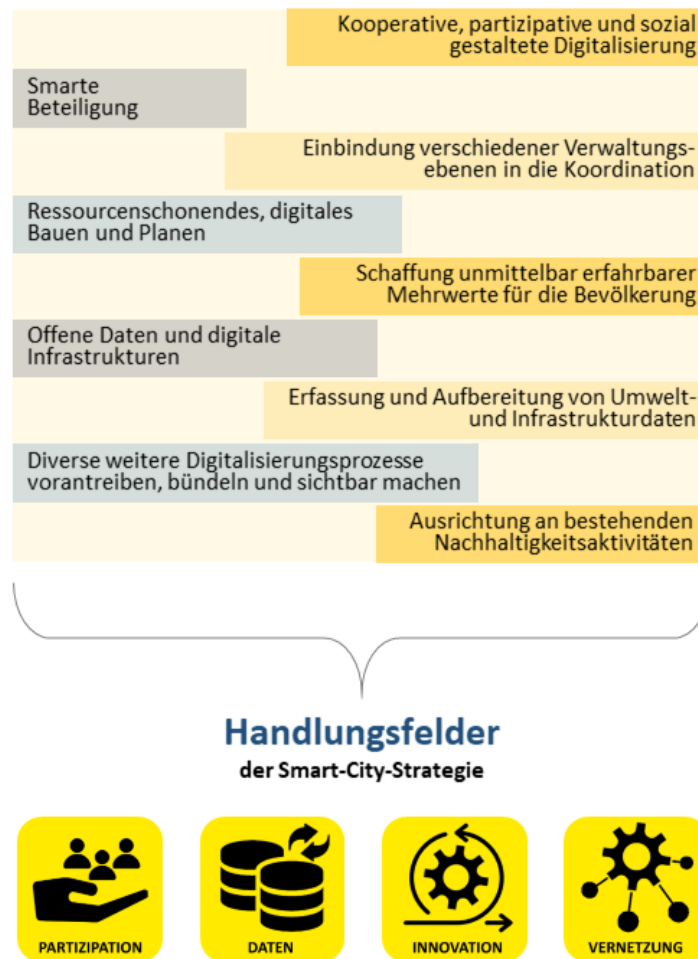 Kooperative, partizipative und sozial
gestaltete Digitalisierung
Smarte
Beteiligung
Einbindung verschiedener Verwaltungs-
ebenen in die Koordination
Ressourcenschonendes, digitales
Bauen und Planen
Schaffung unmittelbar erfahrbarer
Mehrwerte für die Bevölkerung
Offene Daten und digitale
Infrastrukturen
Erfassung und Aufbereitung von Umwelt-
und Infrastrukturdaten
Diverse weitere Digitalisierungsprozesse
vorantreiben, bündeln und sichtbar machen
Ausrichtung an bestehenden
Nachhaltigkeitsaktivitäten
Handlungsfelder
der Smart-City-Strategie
PARTIZIPATION
DATEN
INNOVATION
VERNETZUNG